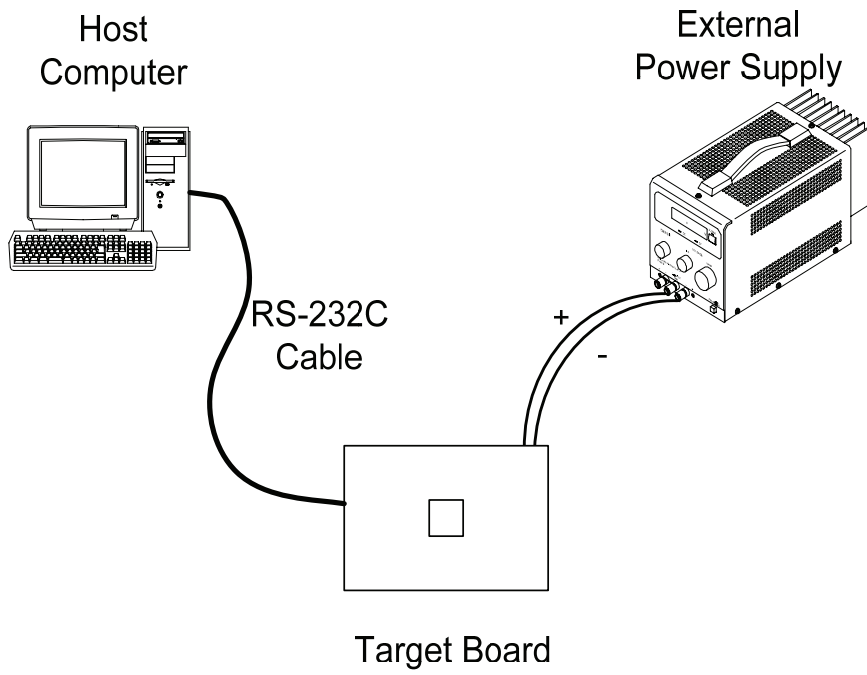 Host
Computer
External
Power Supply
RS-232C
Cable
+
-
Target Board